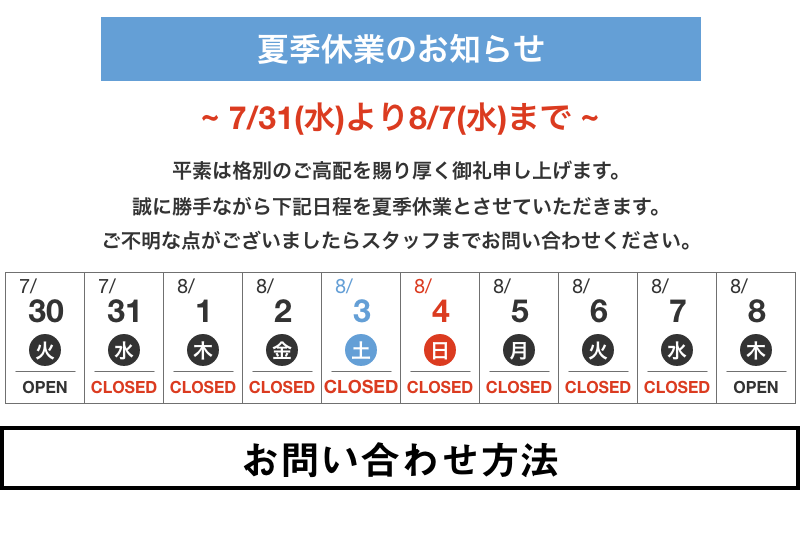 夏季休業のお知らせ
~ 7/31(水)より8/7(水)まで ~
平素は格別のご高配を賜り厚く御礼申し上げます。
誠に勝手ながら下記日程を夏季休業とさせていただきます。
ご不明な点がございましたらスタッフまでお問い合わせください。
7/ 7/ 8/ 8/ 8/ 8/ 8/ 8/ 8/ 8/
30 31 1 2 3 4 5 6 7 8
火 水 木 金 土 日 月 火 水 木
OPEN CLOSED CLOSED CLOSED CLOSED CLOSED CLOSED CLOSED CLOSED OPEN
お問い合わせ方法